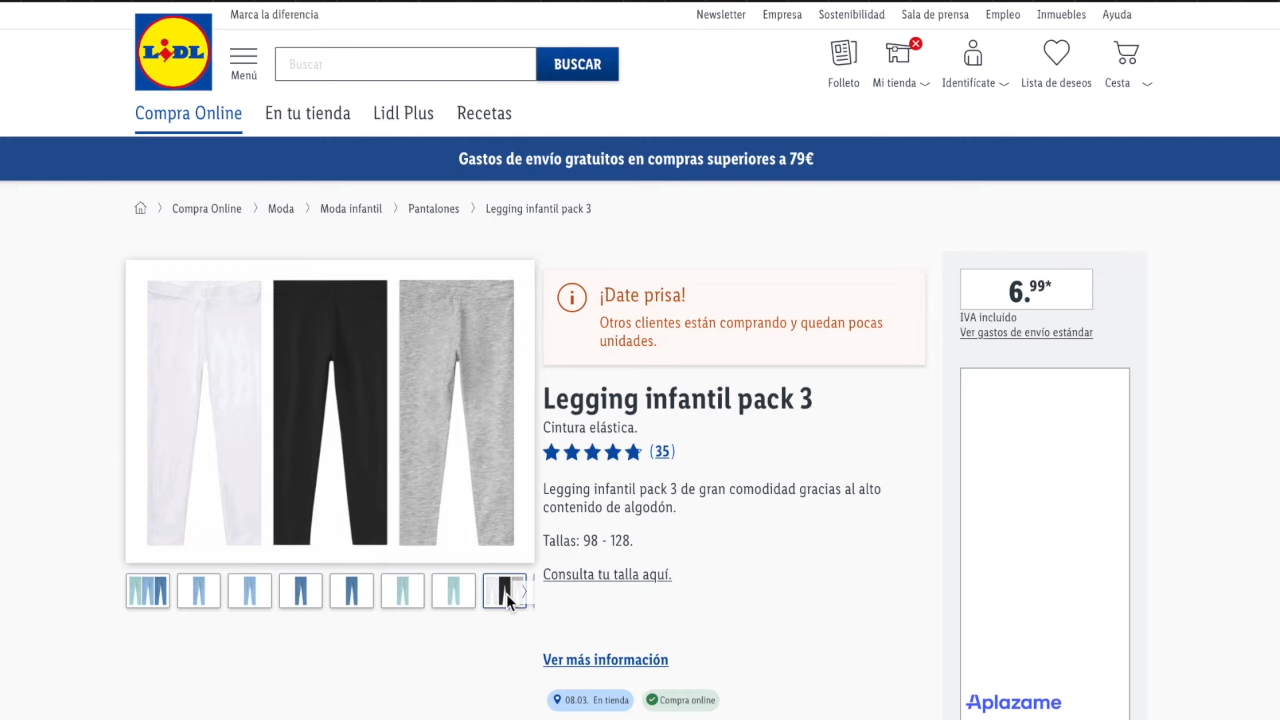 Marca la diferencia
Newsletter Empresa Sostenibilidad Sala de prensa Empleo Inmuebles Ayuda
LIDL
Menú
Buscar
BUSCAR
Folleto Mi tienda Identifícate Lista de deseos Cesta
Compra Online En tu tienda Lidl Plus Recetas
Gastos de envío gratuitos en compras superiores a 79€
Compra Online Moda Moda infantil Pantalones Legging infantil pack 3
¡Date prisa!
Otros clientes están comprando y quedan pocas
unidades.
6.99*
IVA incluido
Ver gastos de envío estándar
Legging infantil pack 3
Cintura elástica.
(35)
Legging infantil pack 3 de gran comodidad gracias al alto
contenido de algodón.
Tallas: 98 - 128.
Consulta tu talla aquí.
Ver más información
08.03. En tienda Compra online
Aplazame